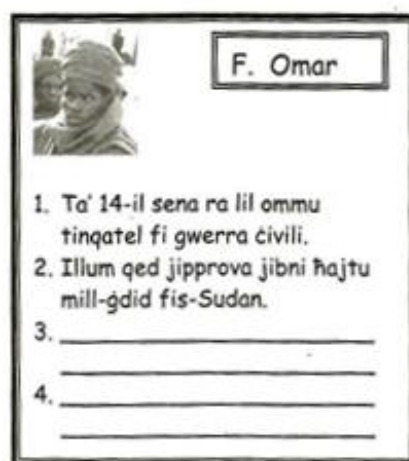 F. Omar
1. Ta' 14-il sena ra lil ommu
tinqatel fi gwerra ċivili.
2. Illum qed jipprova jibni ħajtu
mill-ġdid fis-Sudan.
3.
4.